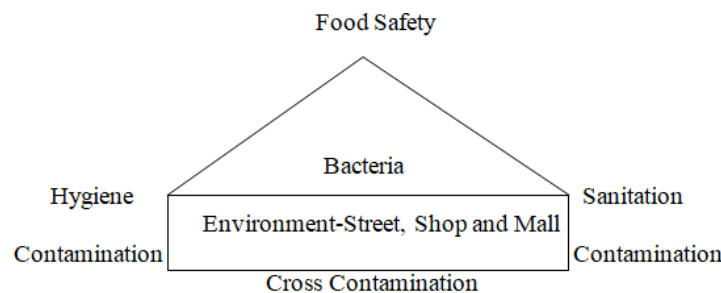 Food Safety
Bacteria
Hygiene
Sanitation
Environment-Street, Shop and Mall
Contamination
Contamination
Cross Contamination